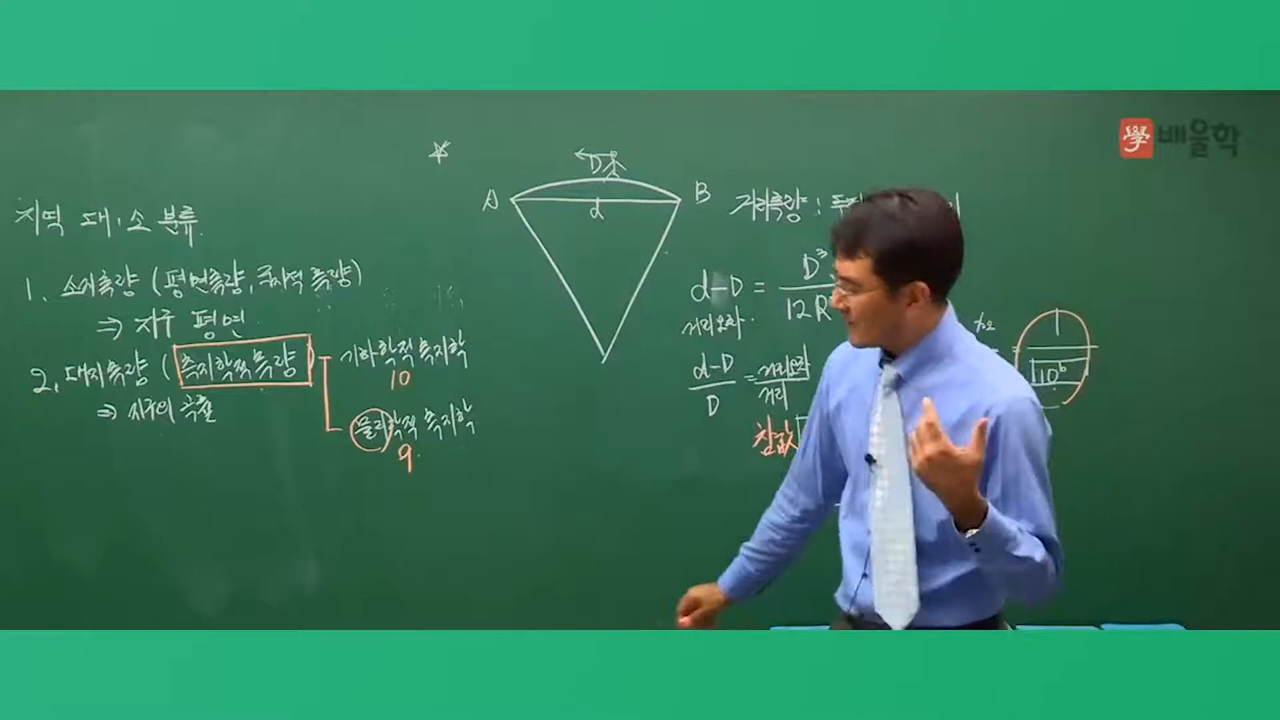 學 배울학
지역 대·소 분류
1. 소지측량 (평면측량, 국지적 측량)
⇒ 지구 평면
2. 대지측량 (측지학적측량)
⇒ 지구의 곡률
기하학적 측지학
10
물리학적 측지학
9
A
D
B
d
거리측량 :
d-D = D³ / 12R
거리오차
(d-D) / D = 거리오차 / 거리
참값
1 / 10⁶